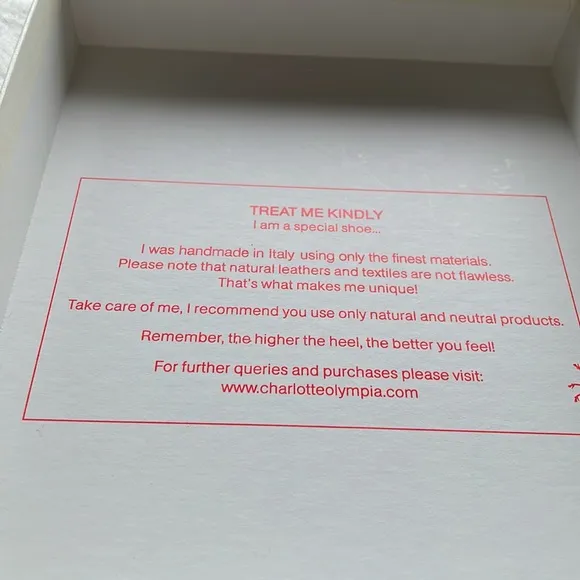 TREAT ME KINDLY
I am a special shoe...
I was handmade in Italy using only the finest materials.
Please note that natural leathers and textiles are not flawless.
That's what makes me unique!
Take care of me, I recommend you use only natural and neutral products.
Remember, the higher the heel, the better you feel!
For further queries and purchases please visit:
www.charlotteolympia.com